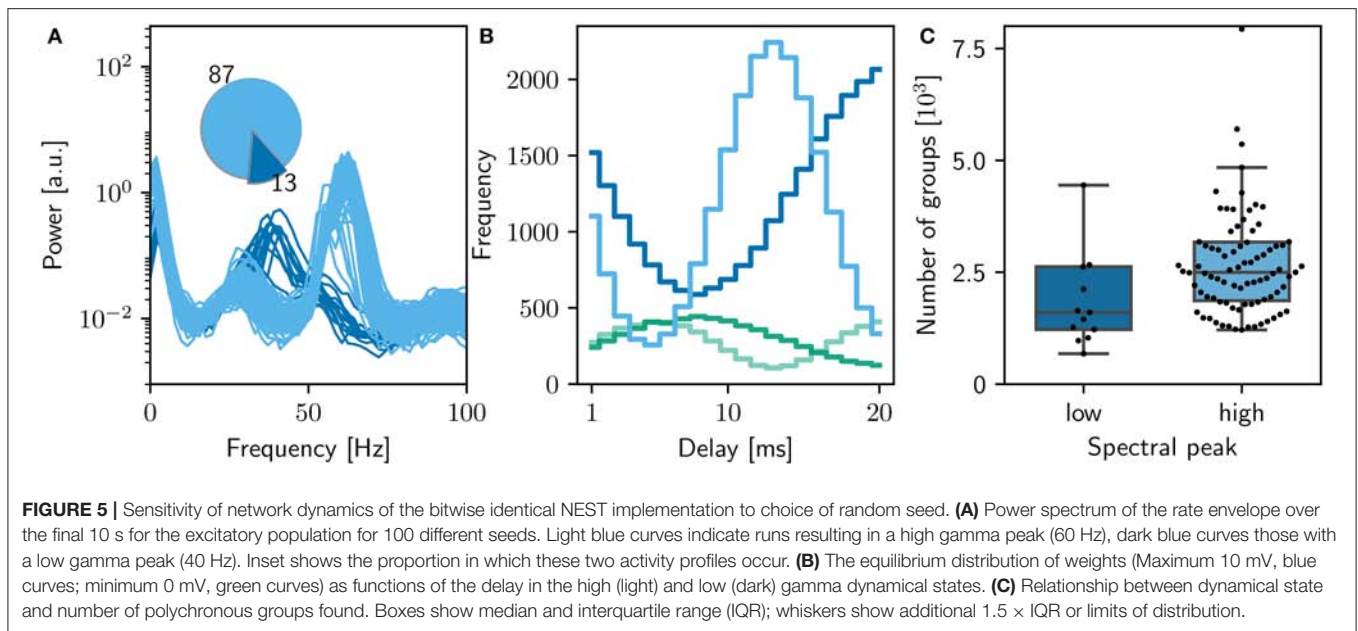 A
B
C
10²
10⁰
10⁻²
Power [a.u.]
87
13
0
50
100
Frequency [Hz]
2000
1500
1000
500
0
Frequency
1
10
20
Delay [ms]
7.5
5.0
2.5
0
Number of groups [10³]
low
high
Spectral peak
FIGURE 5 | Sensitivity of network dynamics of the bitwise identical NEST implementation to choice of random seed. (A) Power spectrum of the rate envelope over
the final 10 s for the excitatory population for 100 different seeds. Light blue curves indicate runs resulting in a high gamma peak (60 Hz), dark blue curves those with
a low gamma peak (40 Hz). Inset shows the proportion in which these two activity profiles occur. (B) The equilibrium distribution of weights (Maximum 10 mV, blue
curves; minimum 0 mV, green curves) as functions of the delay in the high (light) and low (dark) gamma dynamical states. (C) Relationship between dynamical state
and number of polychronous groups found. Boxes show median and interquartile range (IQR); whiskers show additional 1.5 × IQR or limits of distribution.